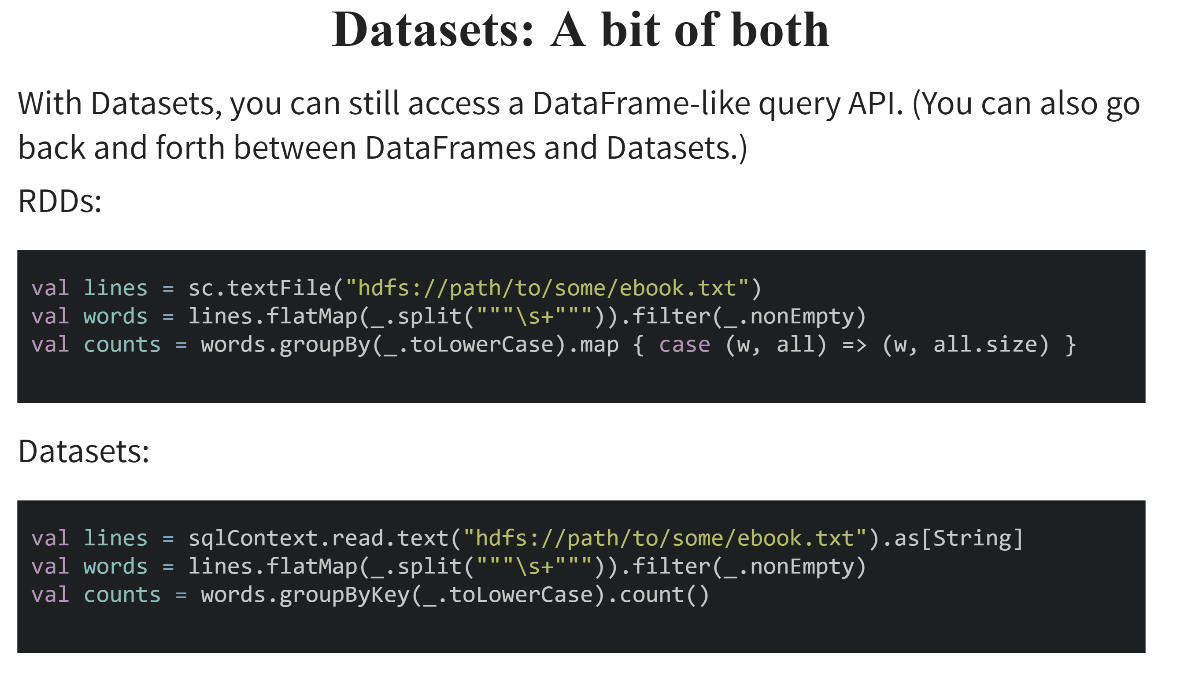 Datasets: A bit of both
With Datasets, you can still access a DataFrame-like query API. (You can also go
back and forth between DataFrames and Datasets.)
RDDs:
val lines = sc.textFile("hdfs://path/to/some/ebook.txt")
val words = lines.flatMap(_.split("""\s+""")).filter(_.nonEmpty)
val counts = words.groupBy(_.toLowerCase).map { case (w, all) => (w, all.size) }
Datasets:
val lines = sqlContext.read.text("hdfs://path/to/some/ebook.txt").as[String]
val words = lines.flatMap(_.split("""\s+""")).filter(_.nonEmpty)
val counts = words.groupByKey(_.toLowerCase).count()